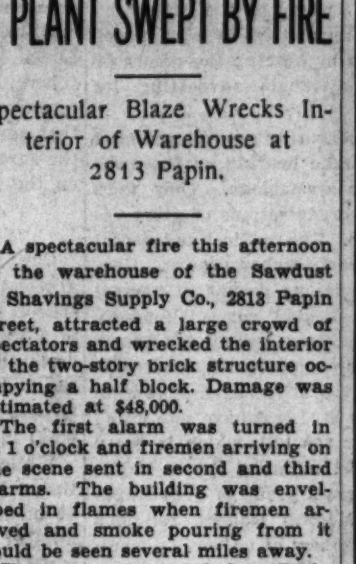 PLANT SWEPT BY FIRE
pectacular Blaze Wrecks In-
terior of Warehouse at
2813 Papin.
A spectacular fire this afternoon
the warehouse of the Sawdust
Shavings Supply Co., 2813 Papin
reet, attracted a large crowd of
ectators and wrecked the interior
the two-story brick structure oc-
pying a half block. Damage was
timated at $48,000.
The first alarm was turned in
1 o'clock and firemen arriving on
e scene sent in second and third
arms. The building was envel-
ped in flames when firemen ar-
ved and smoke pouring from it
uld be seen several miles away.